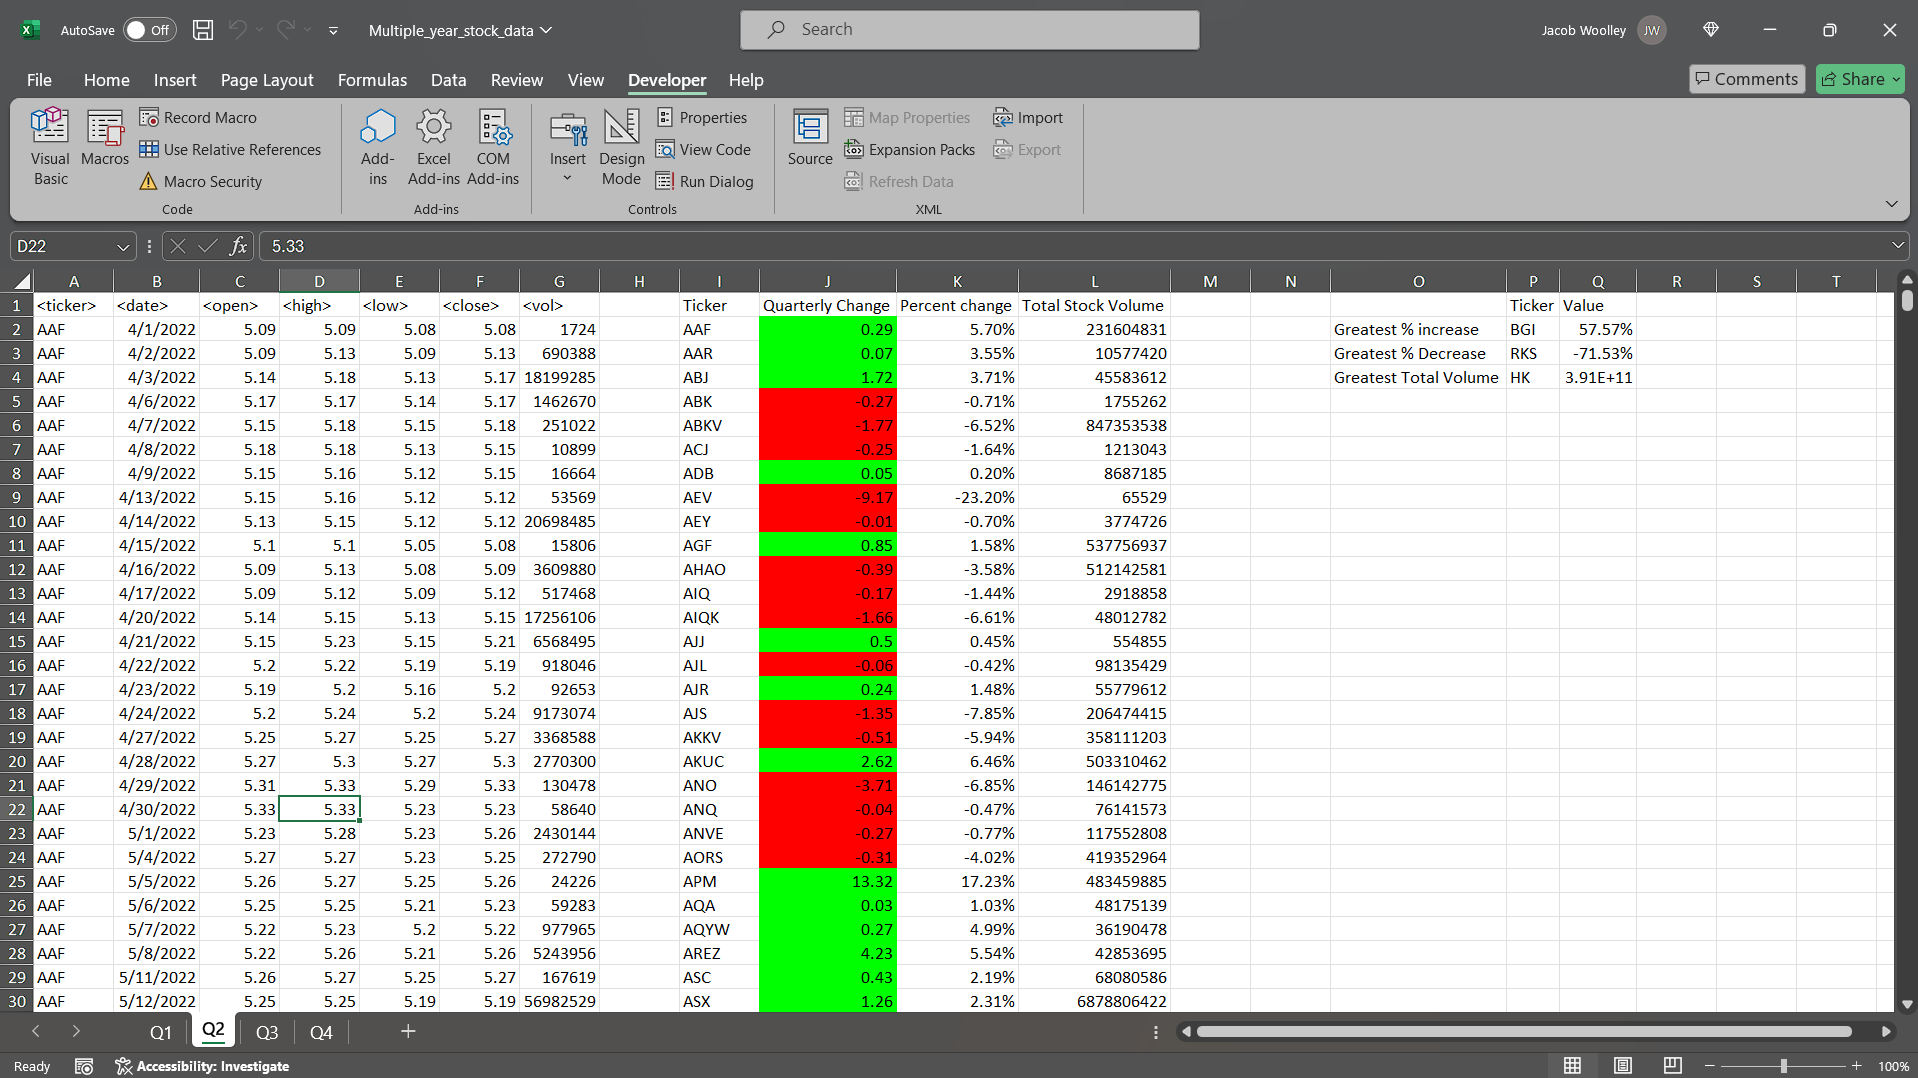 AutoSave Off Multiple_year_stock_data Search Jacob Woolley JW
File Home Insert Page Layout Formulas Data Review View Developer Help Comments Share
Visual Basic
Macros
Record Macro
Use Relative References
Macro Security
Code
Add-ins
Excel Add-ins
COM Add-ins
Add-ins
Insert
Design Mode
Properties
View Code
Run Dialog
Controls
Source
Map Properties
Expansion Packs
Refresh Data
Import
Export
XML
D22 fx 5.33
A B C D E F G H I J K L M N O P Q R S T
1 <ticker> <date> <open> <high> <low> <close> <vol> Ticker Quarterly Change Percent change Total Stock Volume Ticker Value
2 AAF 4/1/2022 5.09 5.09 5.08 5.08 1724 AAF 0.29 5.70% 231604831 Greatest % increase BGI 57.57%
3 AAF 4/2/2022 5.09 5.13 5.09 5.13 690388 AAR 0.07 3.55% 10577420 Greatest % Decrease RKS -71.53%
4 AAF 4/3/2022 5.14 5.18 5.13 5.17 18199285 ABJ 1.72 3.71% 45583612 Greatest Total Volume HK 3.91E+11
5 AAF 4/6/2022 5.17 5.17 5.14 5.17 1462670 ABK -0.27 -0.71% 1755262
6 AAF 4/7/2022 5.15 5.18 5.15 5.18 251022 ABKV -1.77 -6.52% 847353538
7 AAF 4/8/2022 5.18 5.18 5.13 5.15 10899 ACJ -0.25 -1.64% 1213043
8 AAF 4/9/2022 5.15 5.16 5.12 5.15 16664 ADB 0.05 0.20% 8687185
9 AAF 4/13/2022 5.15 5.16 5.12 5.12 53569 AEV -9.17 -23.20% 65529
10 AAF 4/14/2022 5.13 5.15 5.12 5.12 20698485 AEY -0.01 -0.70% 3774726
11 AAF 4/15/2022 5.1 5.1 5.05 5.08 15806 AGF 0.85 1.58% 537756937
12 AAF 4/16/2022 5.09 5.13 5.08 5.09 3609880 AHAO -0.39 -3.58% 512142581
13 AAF 4/17/2022 5.09 5.12 5.09 5.12 517468 AIQ -0.17 -1.44% 2918858
14 AAF 4/20/2022 5.14 5.15 5.13 5.15 17256106 AIQK -1.66 -6.61% 48012782
15 AAF 4/21/2022 5.15 5.23 5.15 5.21 6568495 AJJ 0.5 0.45% 554855
16 AAF 4/22/2022 5.2 5.22 5.19 5.19 918046 AJL -0.06 -0.42% 98135429
17 AAF 4/23/2022 5.19 5.2 5.16 5.2 92653 AJR 0.24 1.48% 55779612
18 AAF 4/24/2022 5.2 5.24 5.2 5.24 9173074 AJS -1.35 -7.85% 206474415
19 AAF 4/27/2022 5.25 5.27 5.25 5.27 3368588 AKKV -0.51 -5.94% 358111203
20 AAF 4/28/2022 5.27 5.3 5.27 5.3 2770300 AKUC 2.62 6.46% 503310462
21 AAF 4/29/2022 5.31 5.33 5.29 5.33 130478 ANO -3.71 -6.85% 146142775
22 AAF 4/30/2022 5.33 5.33 5.23 5.23 58640 ANQ -0.04 -0.47% 76141573
23 AAF 5/1/2022 5.23 5.28 5.23 5.26 2430144 ANVE -0.27 -0.77% 117552808
24 AAF 5/4/2022 5.27 5.27 5.23 5.25 272790 AORS -0.31 -4.02% 419352964
25 AAF 5/5/2022 5.26 5.27 5.25 5.26 24226 APM 13.32 17.23% 483459885
26 AAF 5/6/2022 5.25 5.25 5.21 5.23 59283 AQA 0.03 1.03% 48175139
27 AAF 5/7/2022 5.22 5.23 5.2 5.22 977965 AQYW 0.27 4.99% 36190478
28 AAF 5/8/2022 5.22 5.26 5.21 5.26 5243956 AREZ 4.23 5.54% 42853695
29 AAF 5/11/2022 5.26 5.27 5.25 5.27 167619 ASC 0.43 2.19% 68080586
30 AAF 5/12/2022 5.25 5.25 5.19 5.19 56982529 ASX 1.26 2.31% 6878806422
Q1 Q2 Q3 Q4
Ready Accessibility: Investigate 100%